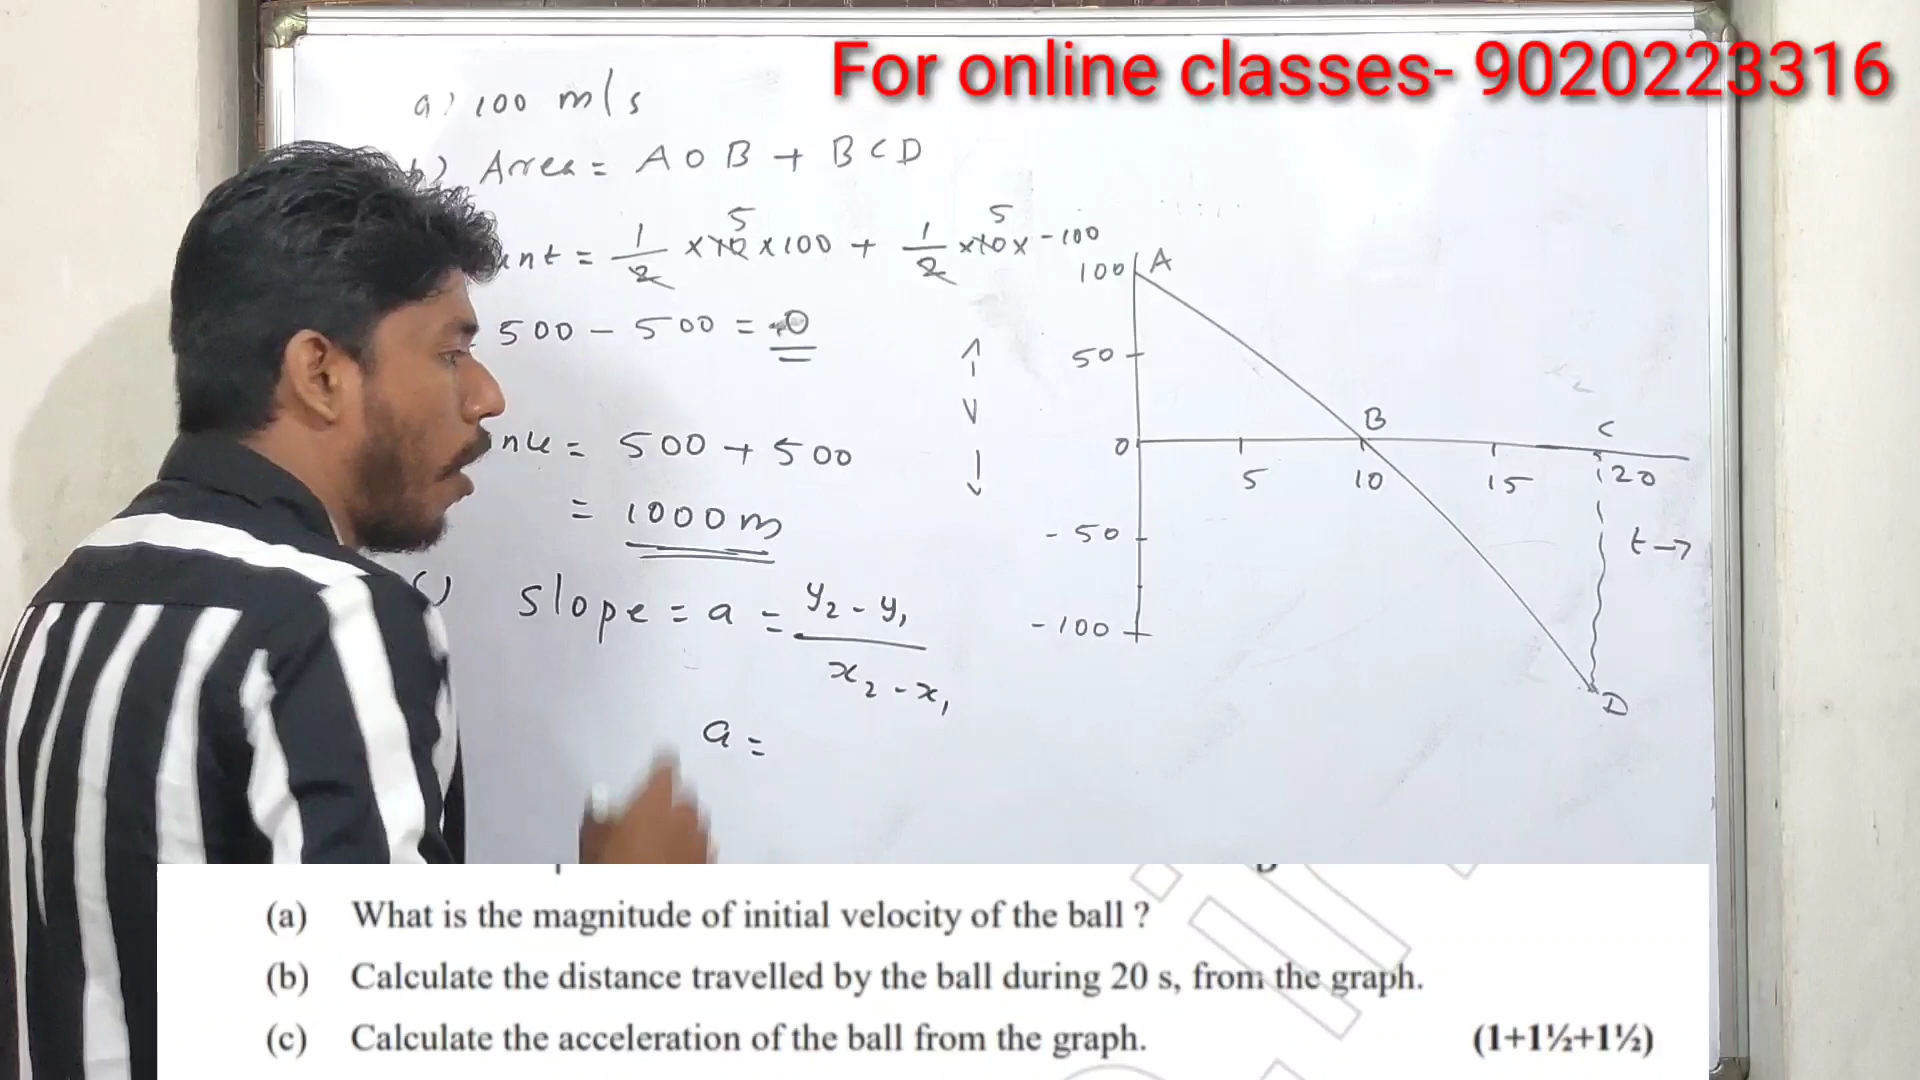 For online classes- 9020223316
a) 100 m/s
b) Area = AOB + BCD
= 1/2 × 10 5 × 100 + 1/2 × 10 5 × -100
500 - 500 = 0
= 500 + 500
= 1000m
c) slope = a = y2 - y1 / x2 - x1
a =
100 A
50
0
-50
-100
V
B
C
5
10
15
20
t→
D
(a) What is the magnitude of initial velocity of the ball ?
(b) Calculate the distance travelled by the ball during 20 s, from the graph.
(c) Calculate the acceleration of the ball from the graph. (1+1½+1½)